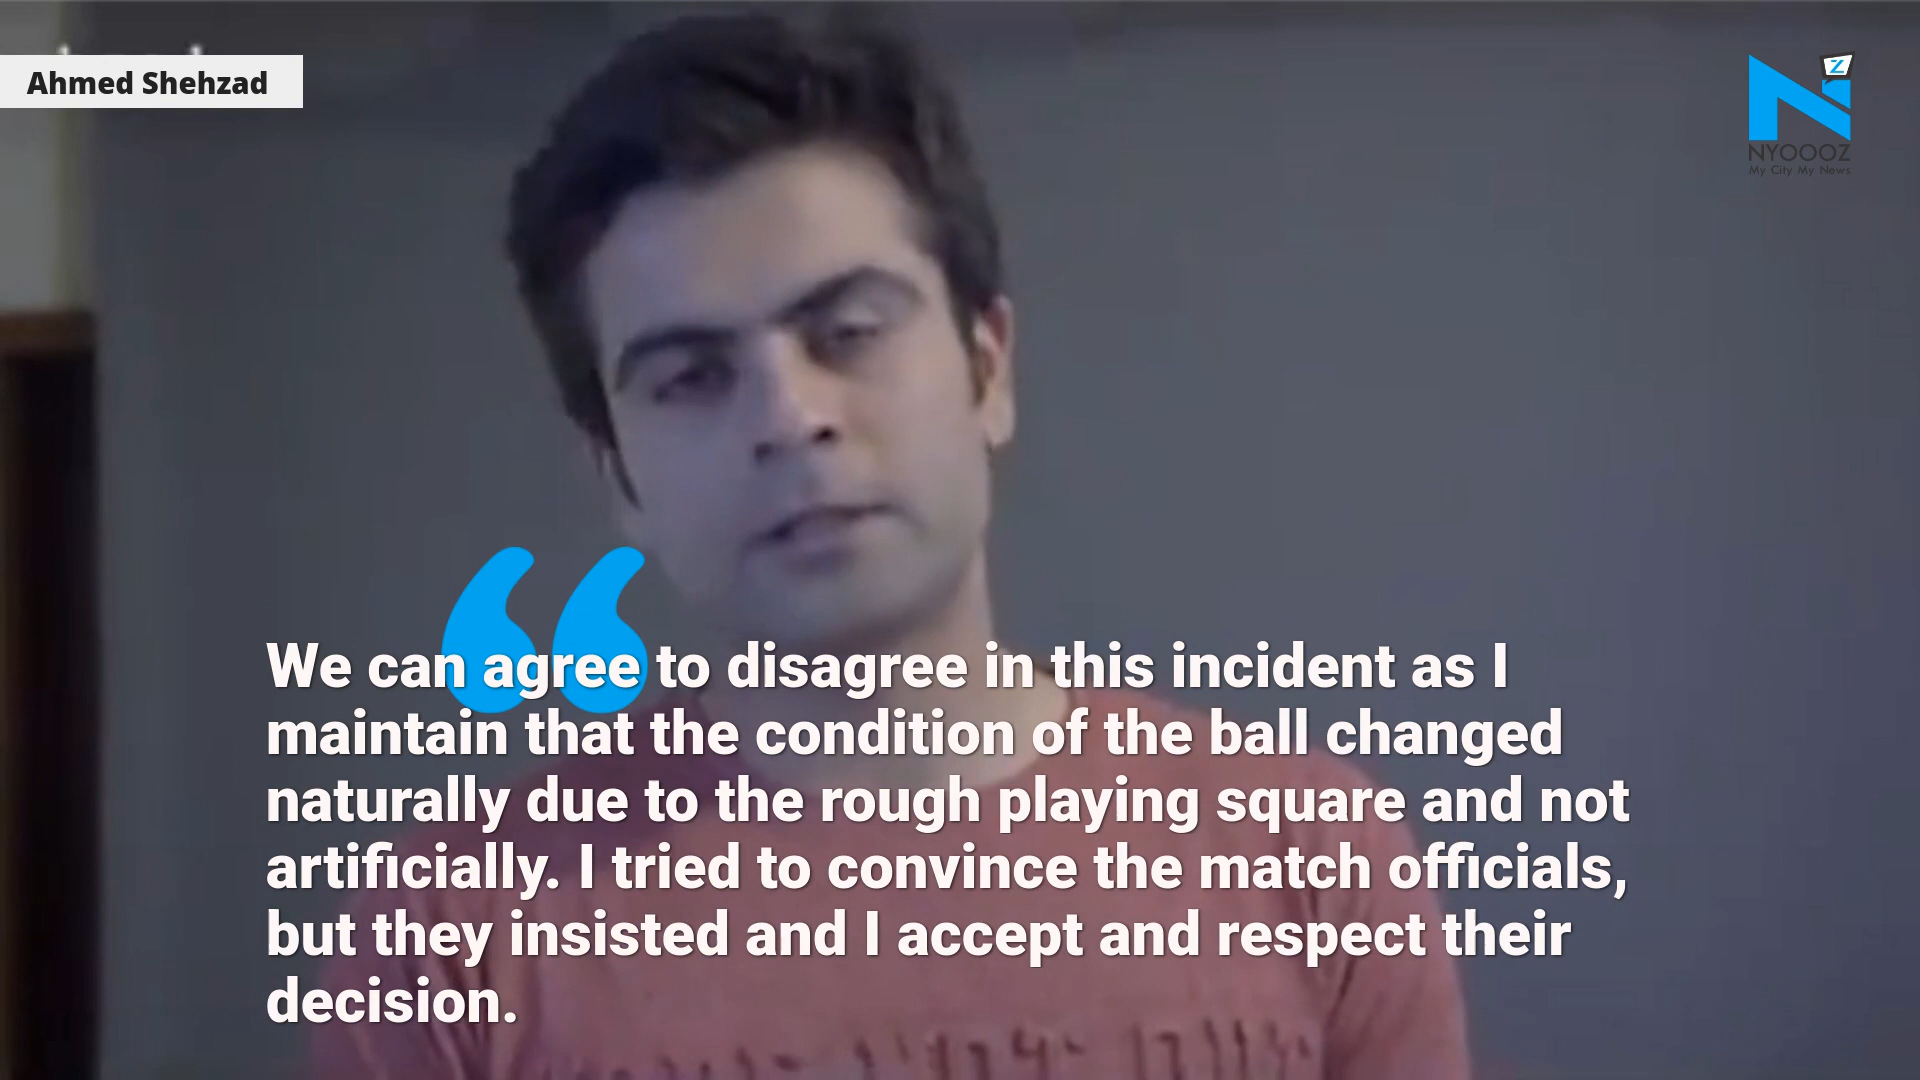 Ahmed Shehzad
Z
NYOOOZ
My City My News
We can agree to disagree in this incident as I
maintain that the condition of the ball changed
naturally due to the rough playing square and not
artificially. I tried to convince the match officials,
but they insisted and I accept and respect their
decision.